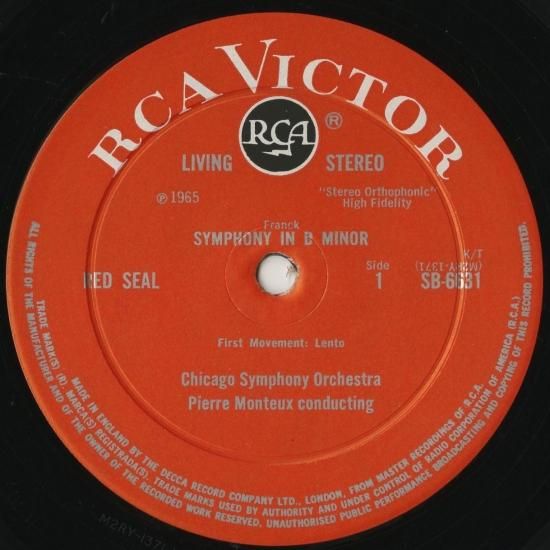 RCA VICTOR
RCA ®
LIVING STEREO
℗ 1965
"Stereo Orthophonic"
High Fidelity
Franck
SYMPHONY IN D MINOR
RED SEAL
Side
1
T/K
(M2RY-1371)
SB-6631
First Movement: Lento
Chicago Symphony Orchestra
Pierre Monteux conducting
MADE IN ENGLAND BY THE DECCA RECORD COMPANY LTD., LONDON, FROM MASTER RECORDINGS OF R.C.A.
TRADE MARK(S) (R), MARCA(S) REGISTRADA(S). TRADE MARKS USED BY AUTHORITY AND UNDER CONTROL OF RADIO CORPORATION OF AMERICA (R.C.A.)
ALL RIGHTS OF THE MANUFACTURER AND OF THE OWNER OF THE RECORDED WORK RESERVED. UNAUTHORISED PUBLIC PERFORMANCE BROADCASTING AND COPYING OF THIS RECORD PROHIBITED.
M2RY-1371